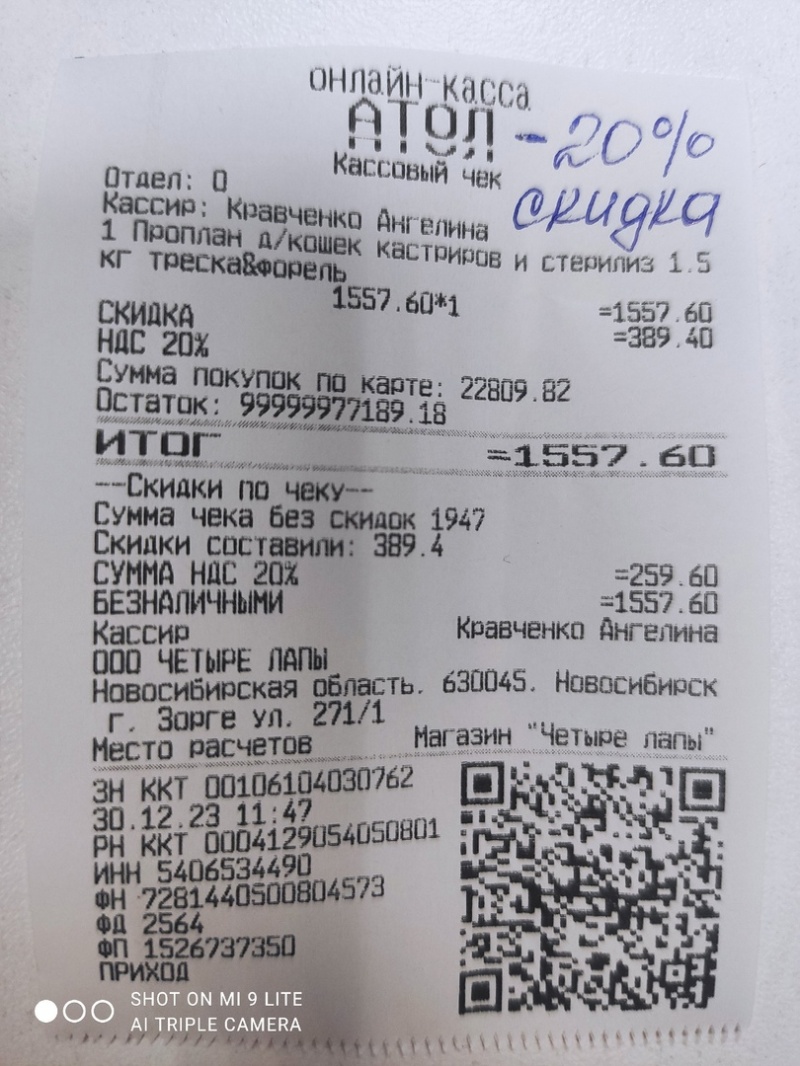 ОНЛАЙН-КАССА
АТОЛ
-20%
скидка
Кассовый чек
Отдел: 0
Кассир: Кравченко Ангелина
1 Проплан д/кошек кастриров и стерилиз 1.5
кг треска&форель
1557.60*1 =1557.60
СКИДКА =389.40
НДС 20%
Сумма покупок по карте: 22809.82
Остаток: 99999977189.18
ИТОГ =1557.60
--Скидки по чеку--
Сумма чека без скидок 1947
Скидки составили: 389.4
СУММА НДС 20% =259.60
БЕЗНАЛИЧНЫМИ =1557.60
Кассир Кравченко Ангелина
ООО ЧЕТЫРЕ ЛАПЫ
Новосибирская область. 630045. Новосибирск
г. Зорге ул. 271/1
Место расчетов Магазин "Четыре лапы"
ЗН ККТ 00106104030762
30.12.23 11:47
РН ККТ 0004129054050801
ИНН 5406534490
ФН 7281440500804573
ФД 2564
ФП 1526737350
ПРИХОД
SHOT ON MI 9 LITE
AI TRIPLE CAMERA